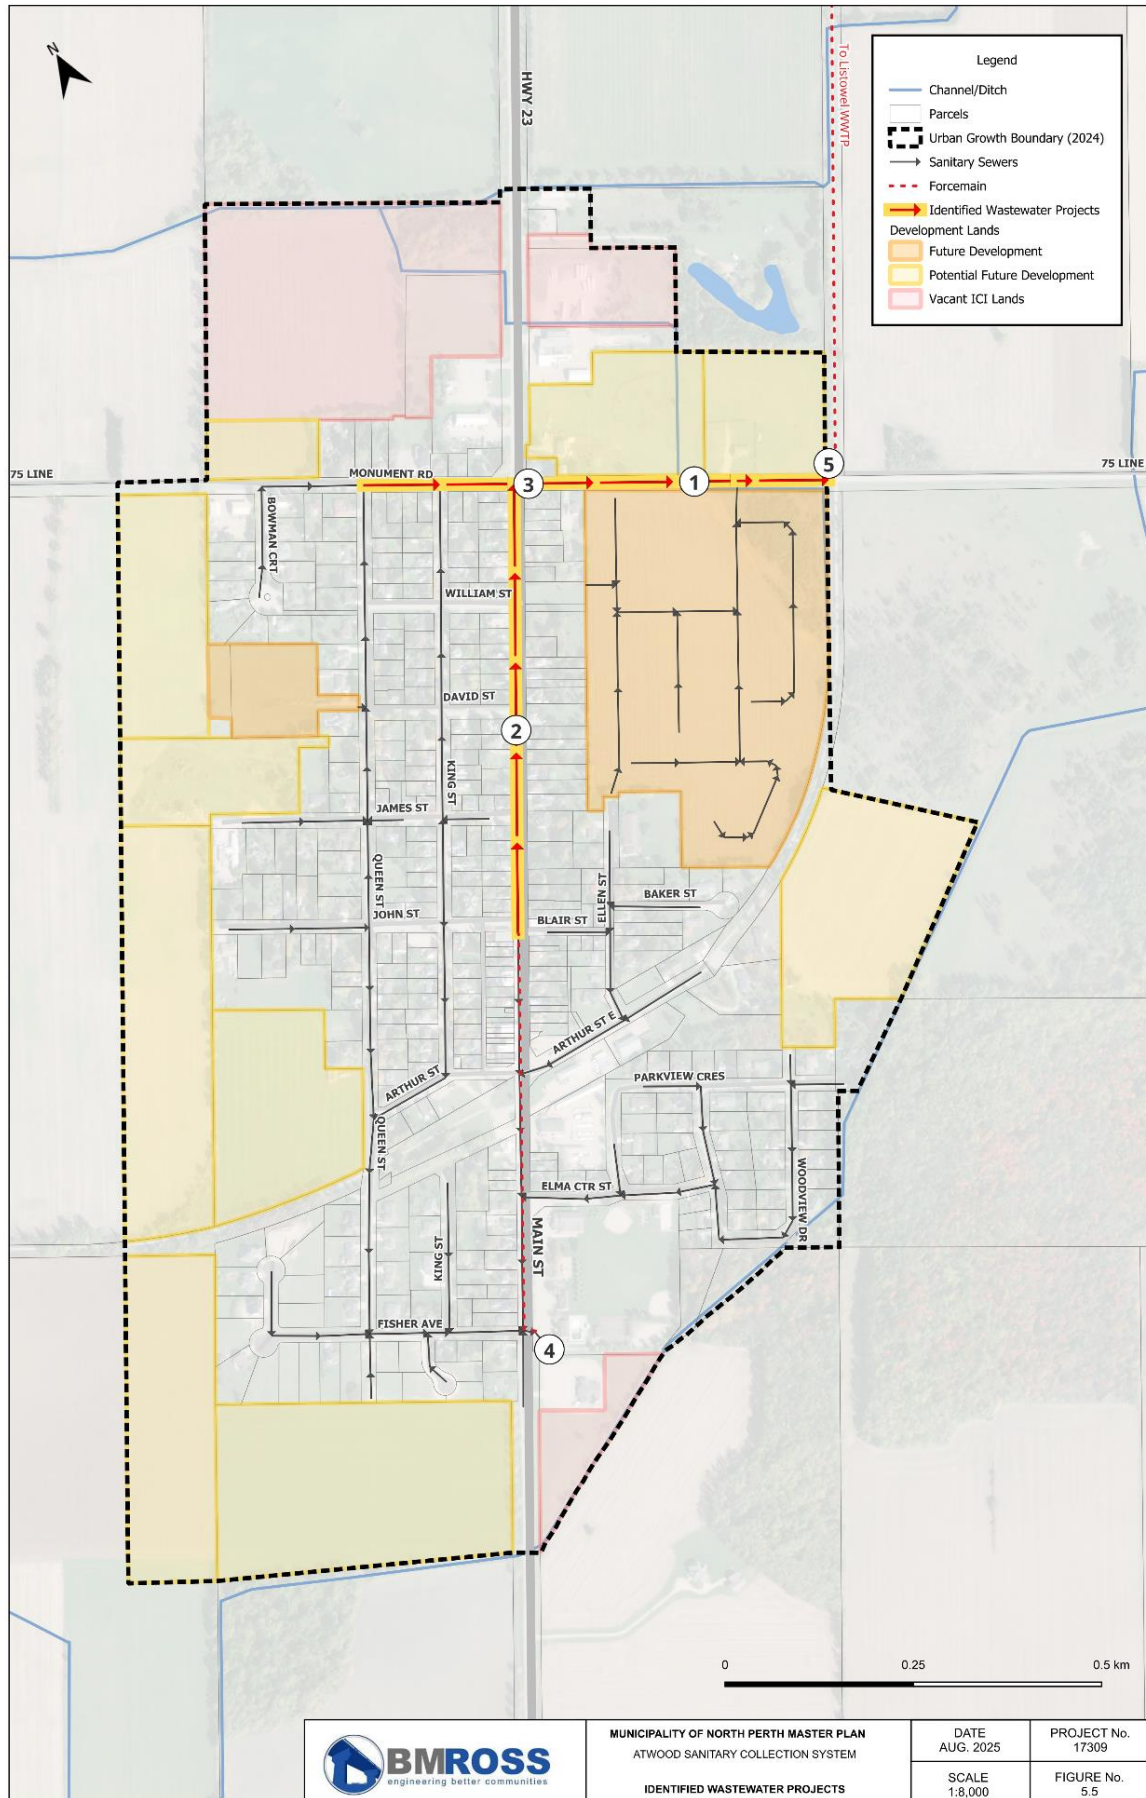 N
HWY 23
To Listowel WWTP
Legend
Channel/Ditch
Parcels
Urban Growth Boundary (2024)
Sanitary Sewers
Forcemain
Identified Wastewater Projects
Development Lands
Future Development
Potential Future Development
Vacant ICI Lands
75 LINE
MONUMENT RD
3
1
5
75 LINE
BOWMAN CRT
WILLIAM ST
DAVID ST
2
KING ST
JAMES ST
QUEEN ST
JOHN ST
BLAIR ST
ELLEN ST
BAKER ST
ARTHUR ST E
ARTHUR ST
PARKVIEW CRES
QUEEN ST
ELMA CTR ST
WOODVIEW DR
KING ST
MAIN ST
FISHER AVE
4
0 0.25 0.5 km
BMROSS
engineering better communities
MUNICIPALITY OF NORTH PERTH MASTER PLAN
ATWOOD SANITARY COLLECTION SYSTEM
IDENTIFIED WASTEWATER PROJECTS
DATE
AUG. 2025
PROJECT No.
17309
SCALE
1:8,000
FIGURE No.
5.5